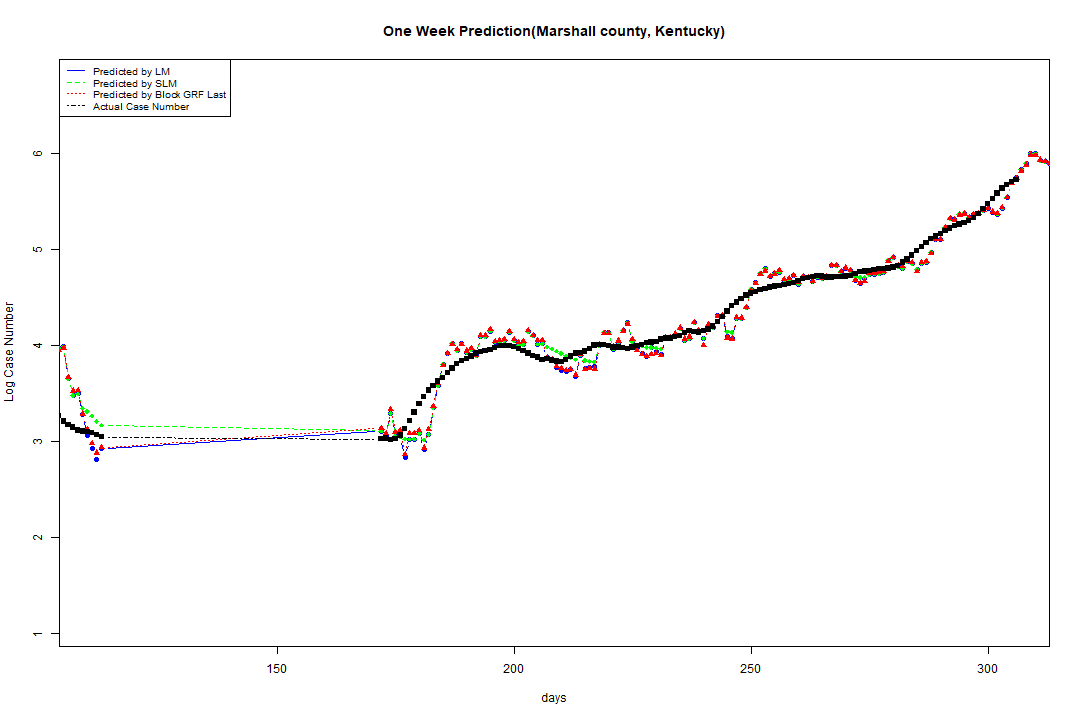 One Week Prediction(Marshall county, Kentucky)
Predicted by LM
Predicted by SLM
Predicted by Block GRF Last
Actual Case Number
6
5
4
3
2
1
Log Case Number
150 200 250 300
days